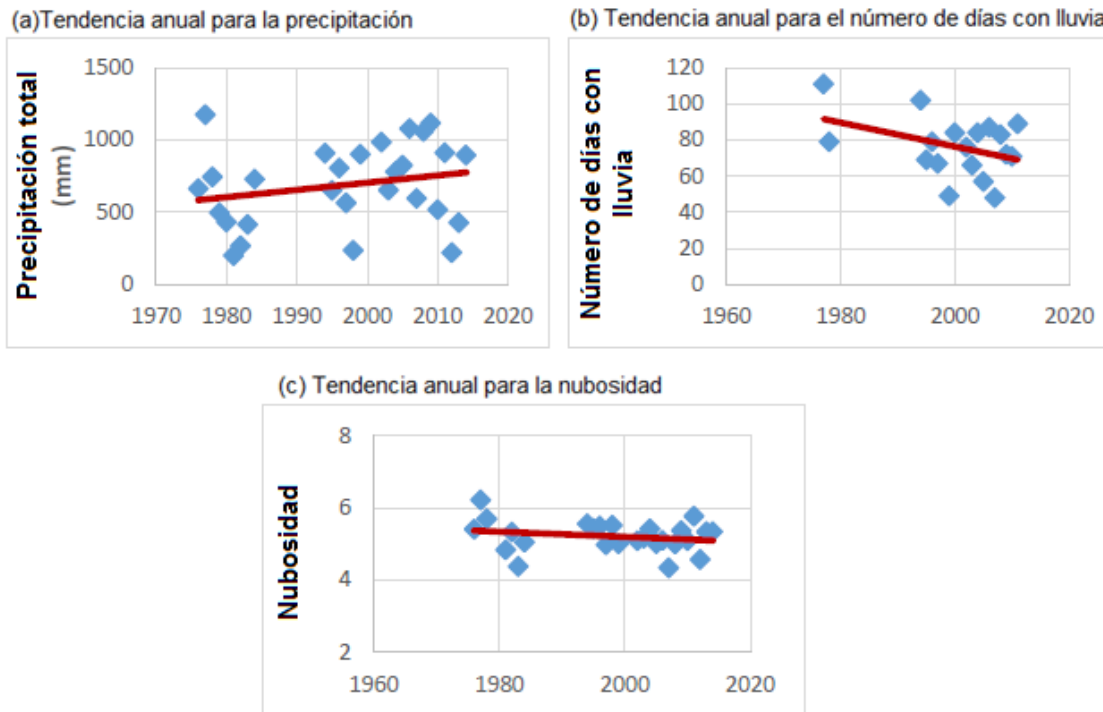 (a)Tendencia anual para la precipitación
Precipitación total
(mm)
1500
1000
500
0
1970 1980 1990 2000 2010 2020
(b) Tendencia anual para el número de días con lluvia
Número de días con
lluvia
120
100
80
60
40
20
0
1960 1980 2000 2020
(c) Tendencia anual para la nubosidad
Nubosidad
8
6
4
2
1960 1980 2000 2020